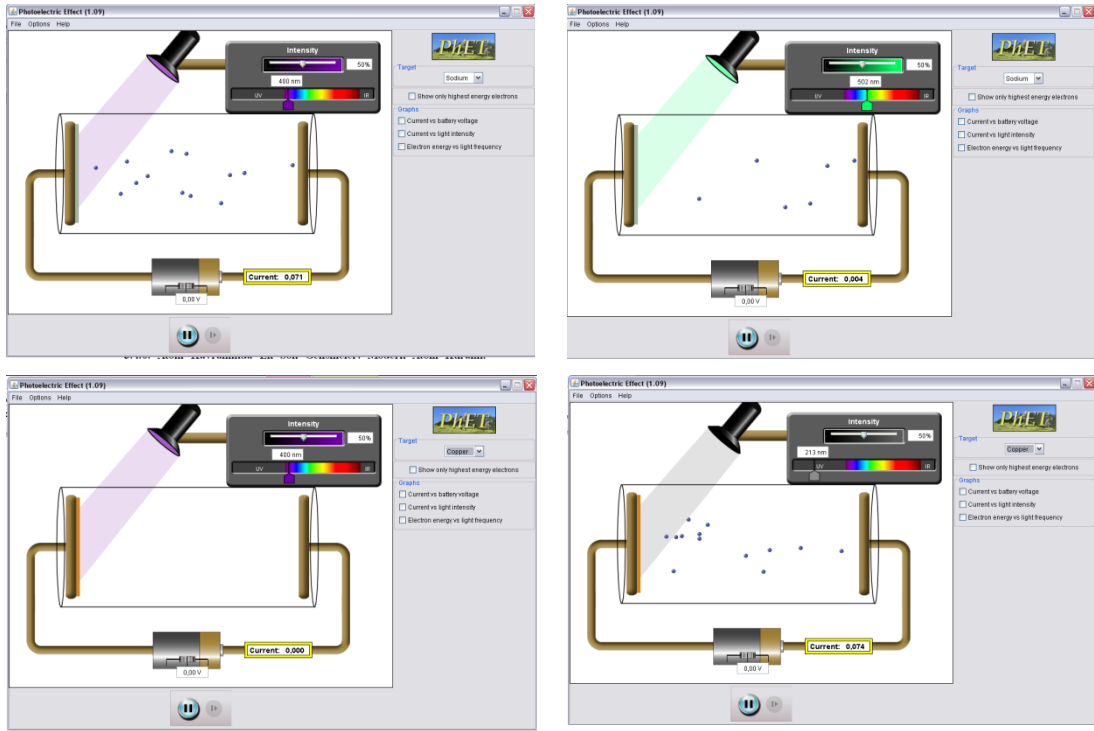 Photoelectric Effect (1.09)
File Options Help
Intensity
50%
400 nm
UV
IR
PhET
Target
Sodium
Show only highest energy electrons
Graphs
Current vs battery voltage
Current vs light intensity
Electron energy vs light frequency
Current: 0,071
0,00 V
Photoelectric Effect (1.09)
File Options Help
Intensity
50%
502 nm
UV
IR
PhET
Target
Sodium
Show only highest energy electrons
Graphs
Current vs battery voltage
Current vs light intensity
Electron energy vs light frequency
Current: 0,004
0,00 V
Photoelectric Effect (1.09)
File Options Help
Intensity
50%
400 nm
UV
IR
PhET
Target
Copper
Show only highest energy electrons
Graphs
Current vs battery voltage
Current vs light intensity
Electron energy vs light frequency
Current: 0,000
0,00 V
Photoelectric Effect (1.09)
File Options Help
Intensity
50%
213 nm
UV
IR
PhET
Target
Copper
Show only highest energy electrons
Graphs
Current vs battery voltage
Current vs light intensity
Electron energy vs light frequency
Current: 0,074
0,00 V